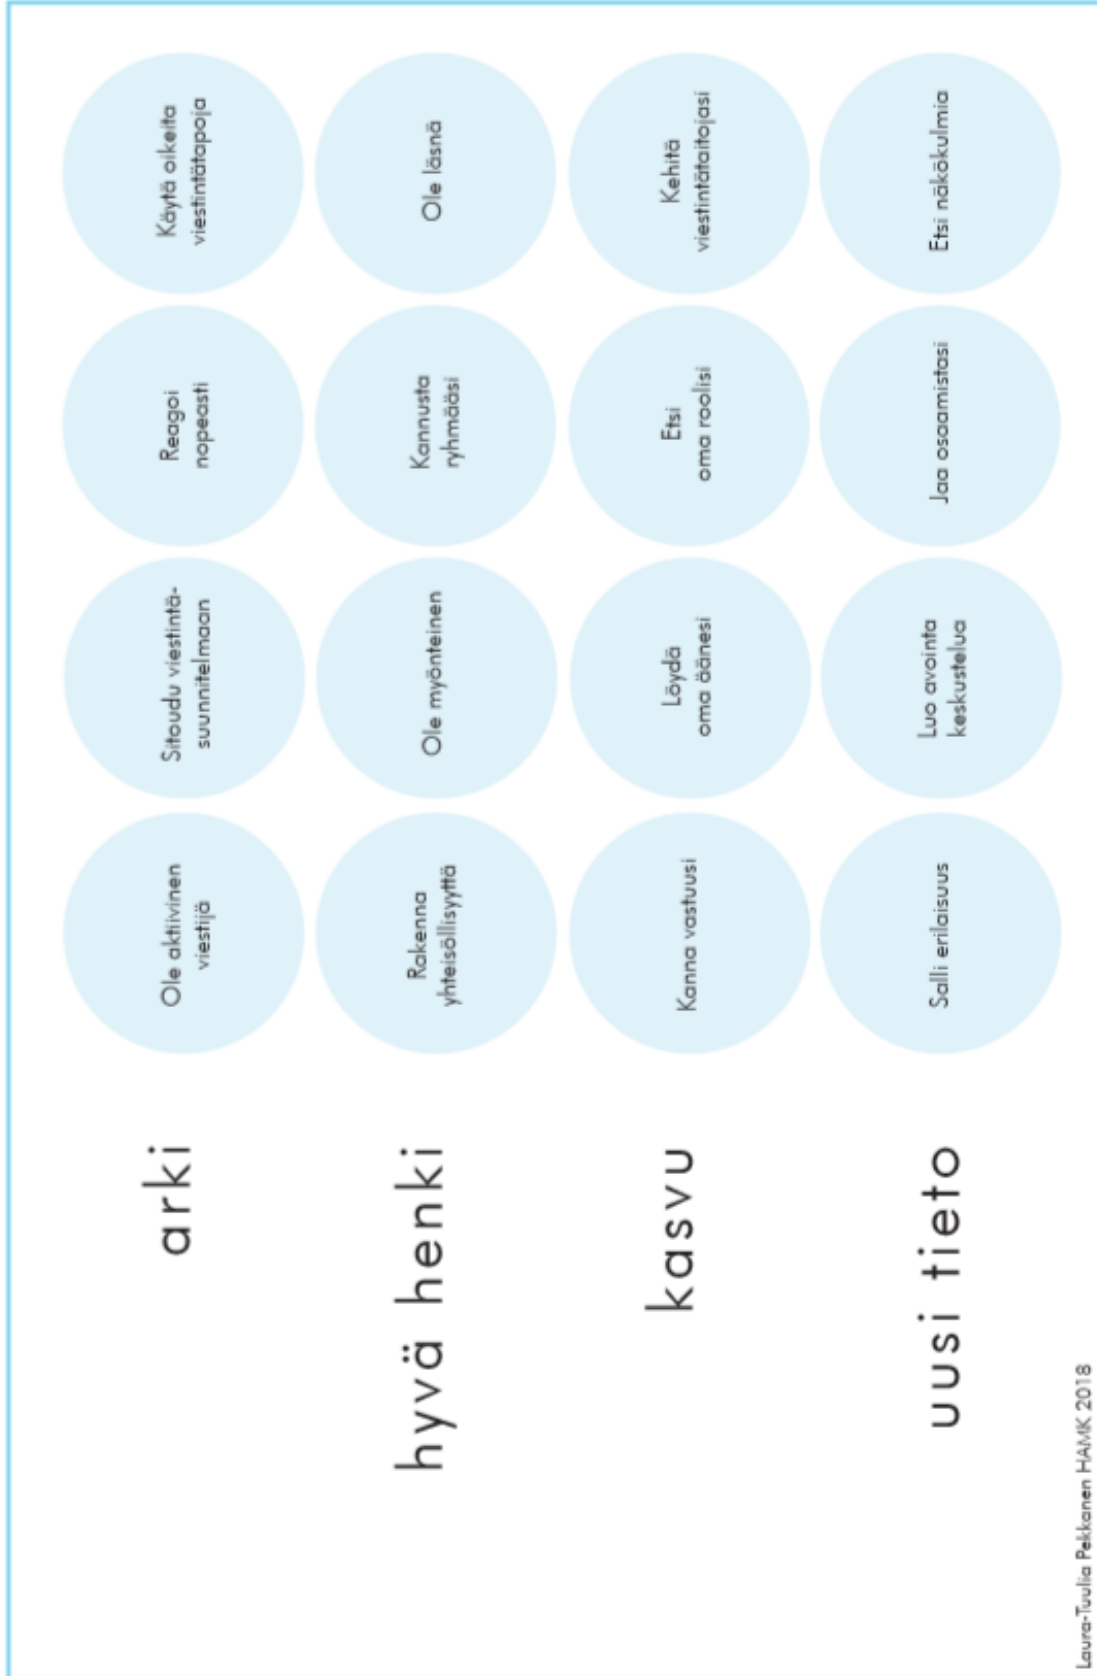 arki
Ole aktiivinen
viestijä
Sitoudu viestintä-
suunnitelmaan
Reagoi
nopeasti
Käytä oikeita
viestintätapoja
hyvä henki
Rakenna
yhteisöllisyyttä
Ole myönteinen
Kannusta
ryhmääsi
Ole läsnä
kasvu
Kanna vastuusi
Löydä
oma äänesi
Etsi
oma roolisi
Kehitä
viestintätaitojasi
uusi tieto
Salli erilaisuus
Luo avointa
keskustelua
Jaa osaamistasi
Etsi näkökulmia
Laura-Tuulia Pekkanen HAMK 2018